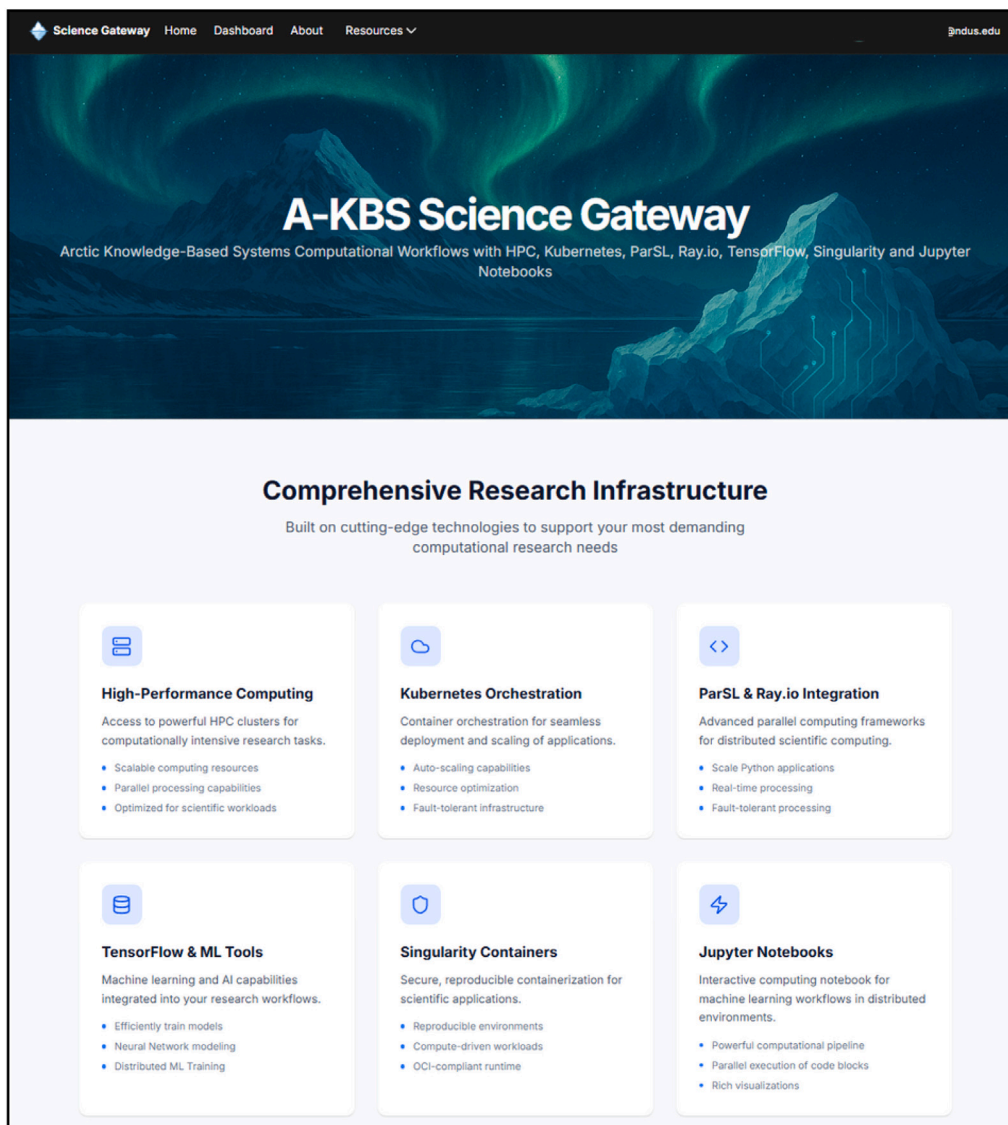 Science Gateway Home Dashboard About Resources @ndus.edu
A-KBS Science Gateway
Arctic Knowledge-Based Systems Computational Workflows with HPC, Kubernetes, ParSL, Ray.io, TensorFlow, Singularity and Jupyter
Notebooks
Comprehensive Research Infrastructure
Built on cutting-edge technologies to support your most demanding
computational research needs
High-Performance Computing
Access to powerful HPC clusters for
computationally intensive research tasks.
Scalable computing resources
Parallel processing capabilities
Optimized for scientific workloads
Kubernetes Orchestration
Container orchestration for seamless
deployment and scaling of applications.
Auto-scaling capabilities
Resource optimization
Fault-tolerant infrastructure
ParSL & Ray.io Integration
Advanced parallel computing frameworks
for distributed scientific computing.
Scale Python applications
Real-time processing
Fault-tolerant processing
TensorFlow & ML Tools
Machine learning and AI capabilities
integrated into your research workflows.
Efficiently train models
Neural Network modeling
Distributed ML Training
Singularity Containers
Secure, reproducible containerization for
scientific applications.
Reproducible environments
Compute-driven workloads
OCI-compliant runtime
Jupyter Notebooks
Interactive computing notebook for
machine learning workflows in distributed
environments.
Powerful computational pipeline
Parallel execution of code blocks
Rich visualizations